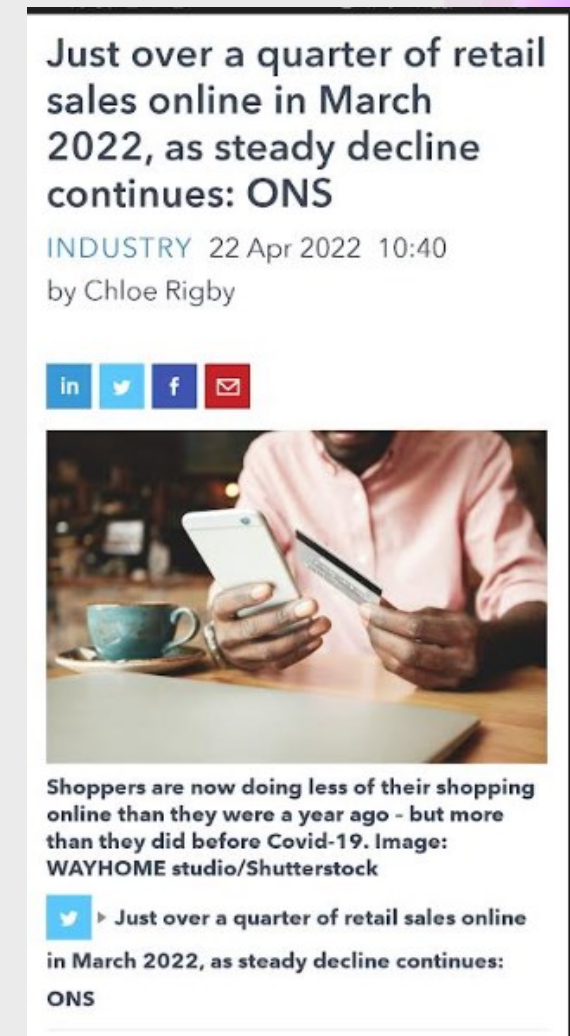 Just over a quarter of retail
sales online in March
2022, as steady decline
continues: ONS
INDUSTRY 22 Apr 2022 10:40
by Chloe Rigby
in
f
Shoppers are now doing less of their shopping
online than they were a year ago – but more
than they did before Covid-19. Image:
WAYHOME studio/Shutterstock
Just over a quarter of retail sales online
in March 2022, as steady decline continues:
ONS